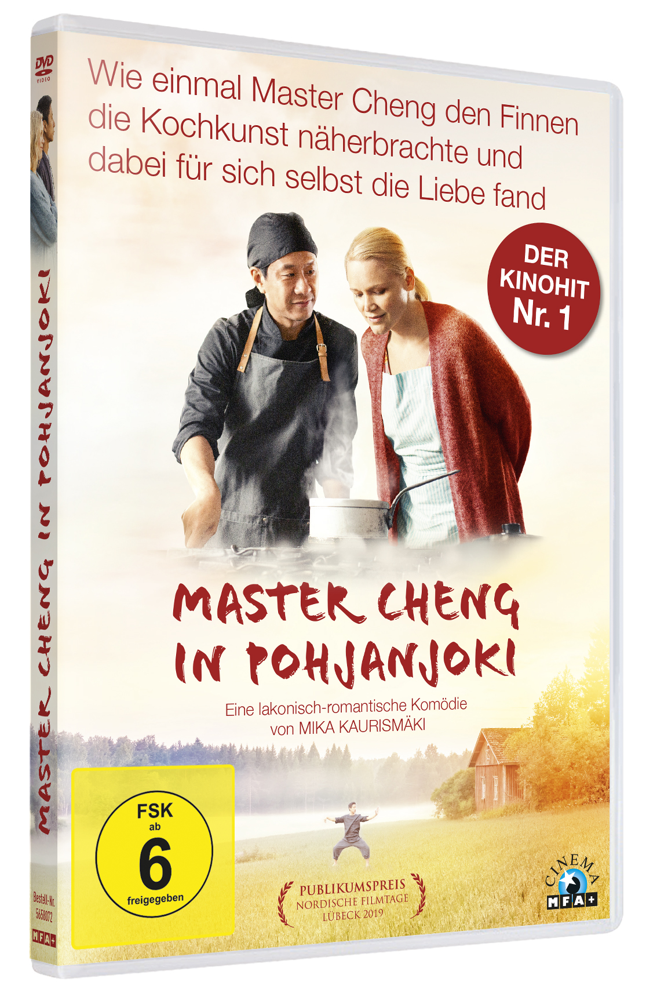 DVD
VIDEO
MASTER CHENG IN POHJANJOKI
Bestell-Nr.
5658072
MFA+
Wie einmal Master Cheng den Finnen
die Kochkunst näherbrachte und
dabei für sich selbst die Liebe fand
DER
KINOHIT
Nr. 1
MASTER CHENG
IN POHJANJOKI
Eine lakonisch-romantische Komödie
von MIKA KAURISMÄKI
FSK
ab
6
freigegeben
PUBLIKUMSPREIS
NORDISCHE FILMTAGE
LÜBECK 2019
CINEMA
MFA+